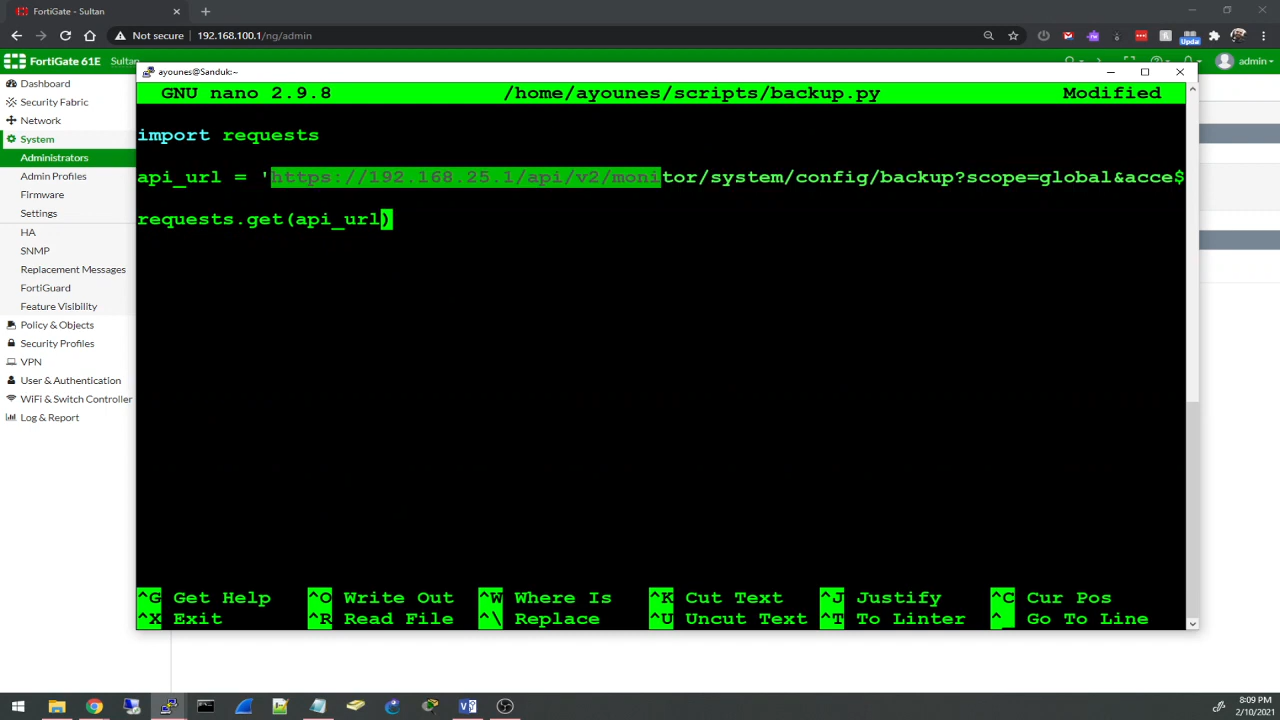 FortiGate - Sultan
Not secure
192.168.100.1/ng/admin
Upda
FortiGate 61E
Sultan
admin
Dashboard
Security Fabric
Network
System
Administrators
Admin Profiles
Firmware
Settings
HA
SNMP
Replacement Messages
FortiGuard
Feature Visibility
Policy & Objects
Security Profiles
VPN
User & Authentication
WiFi & Switch Controller
Log & Report
ayounes@Sanduk:~
GNU nano 2.9.8 /home/ayounes/scripts/backup.py Modified
import requests
api_url = 'https://192.168.25.1/api/v2/monitor/system/config/backup?scope=global&acce$
requests.get(api_url)
^G Get Help ^O Write Out ^W Where Is ^K Cut Text ^J Justify ^C Cur Pos
^X Exit ^R Read File ^\ Replace ^U Uncut Text ^T To Linter ^_ Go To Line
8:09 PM
2/10/2021